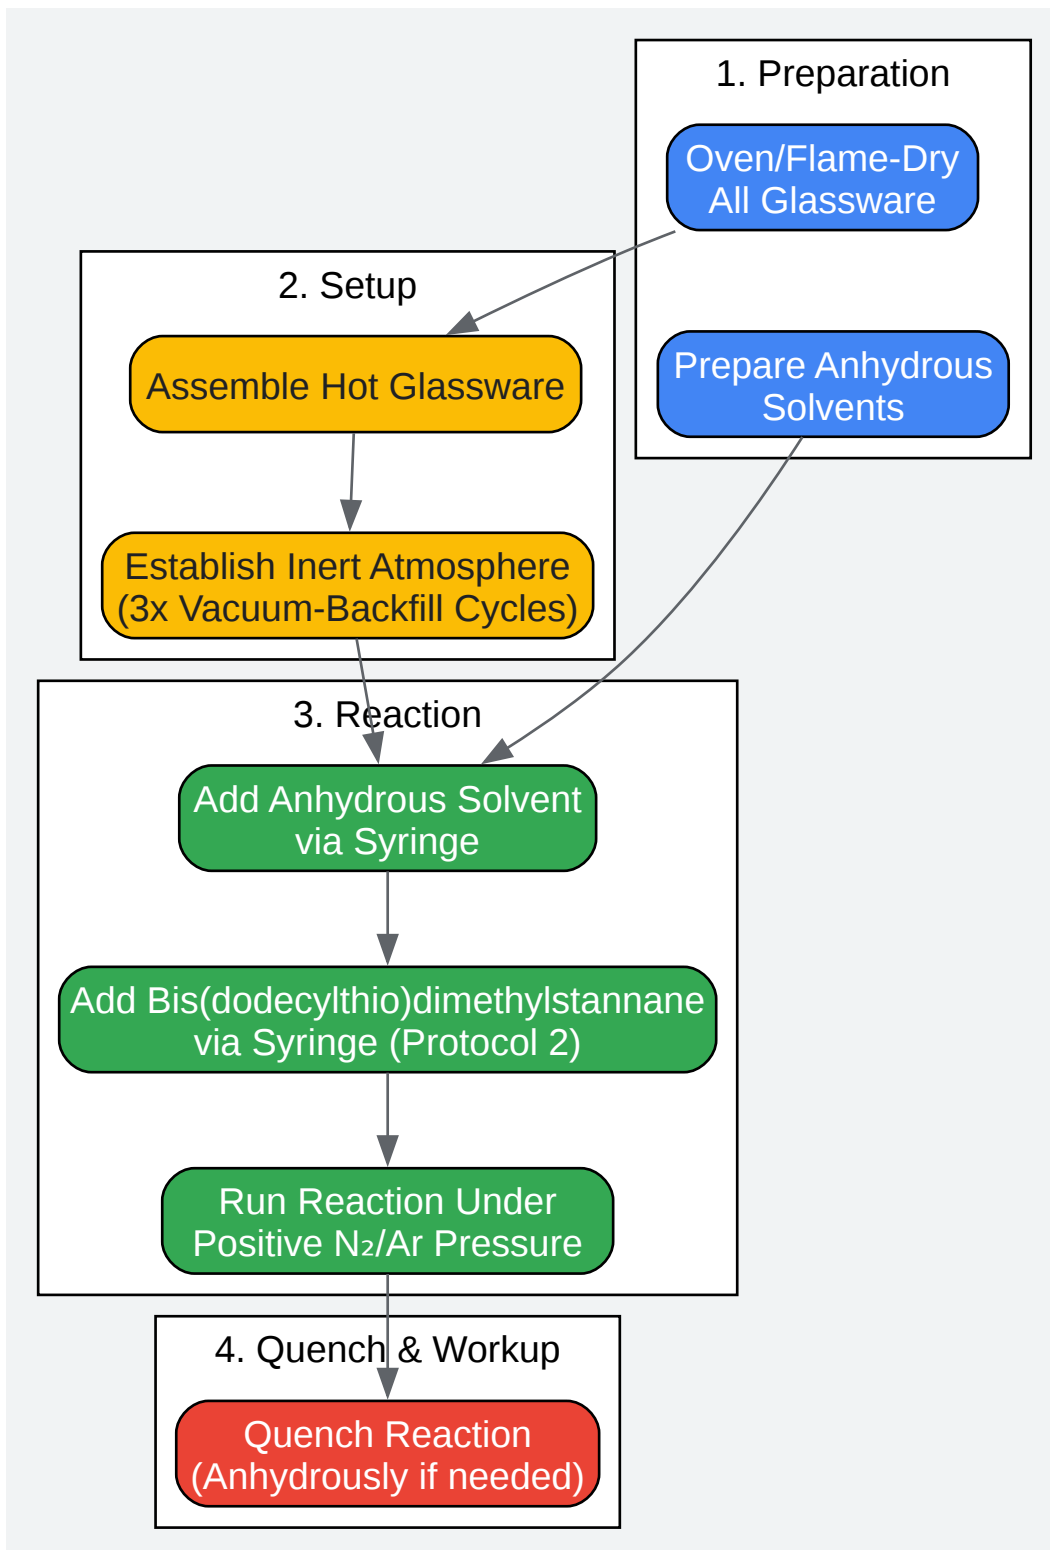 1. Preparation
Oven/Flame-Dry
All Glassware
Prepare Anhydrous
Solvents
2. Setup
Assemble Hot Glassware
Establish Inert Atmosphere
(3x Vacuum-Backfill Cycles)
3. Reaction
Add Anhydrous Solvent
via Syringe
Add Bis(dodecylthio)dimethylstannane
via Syringe (Protocol 2)
Run Reaction Under
Positive N₂/Ar Pressure
4. Quench & Workup
Quench Reaction
(Anhydrously if needed)